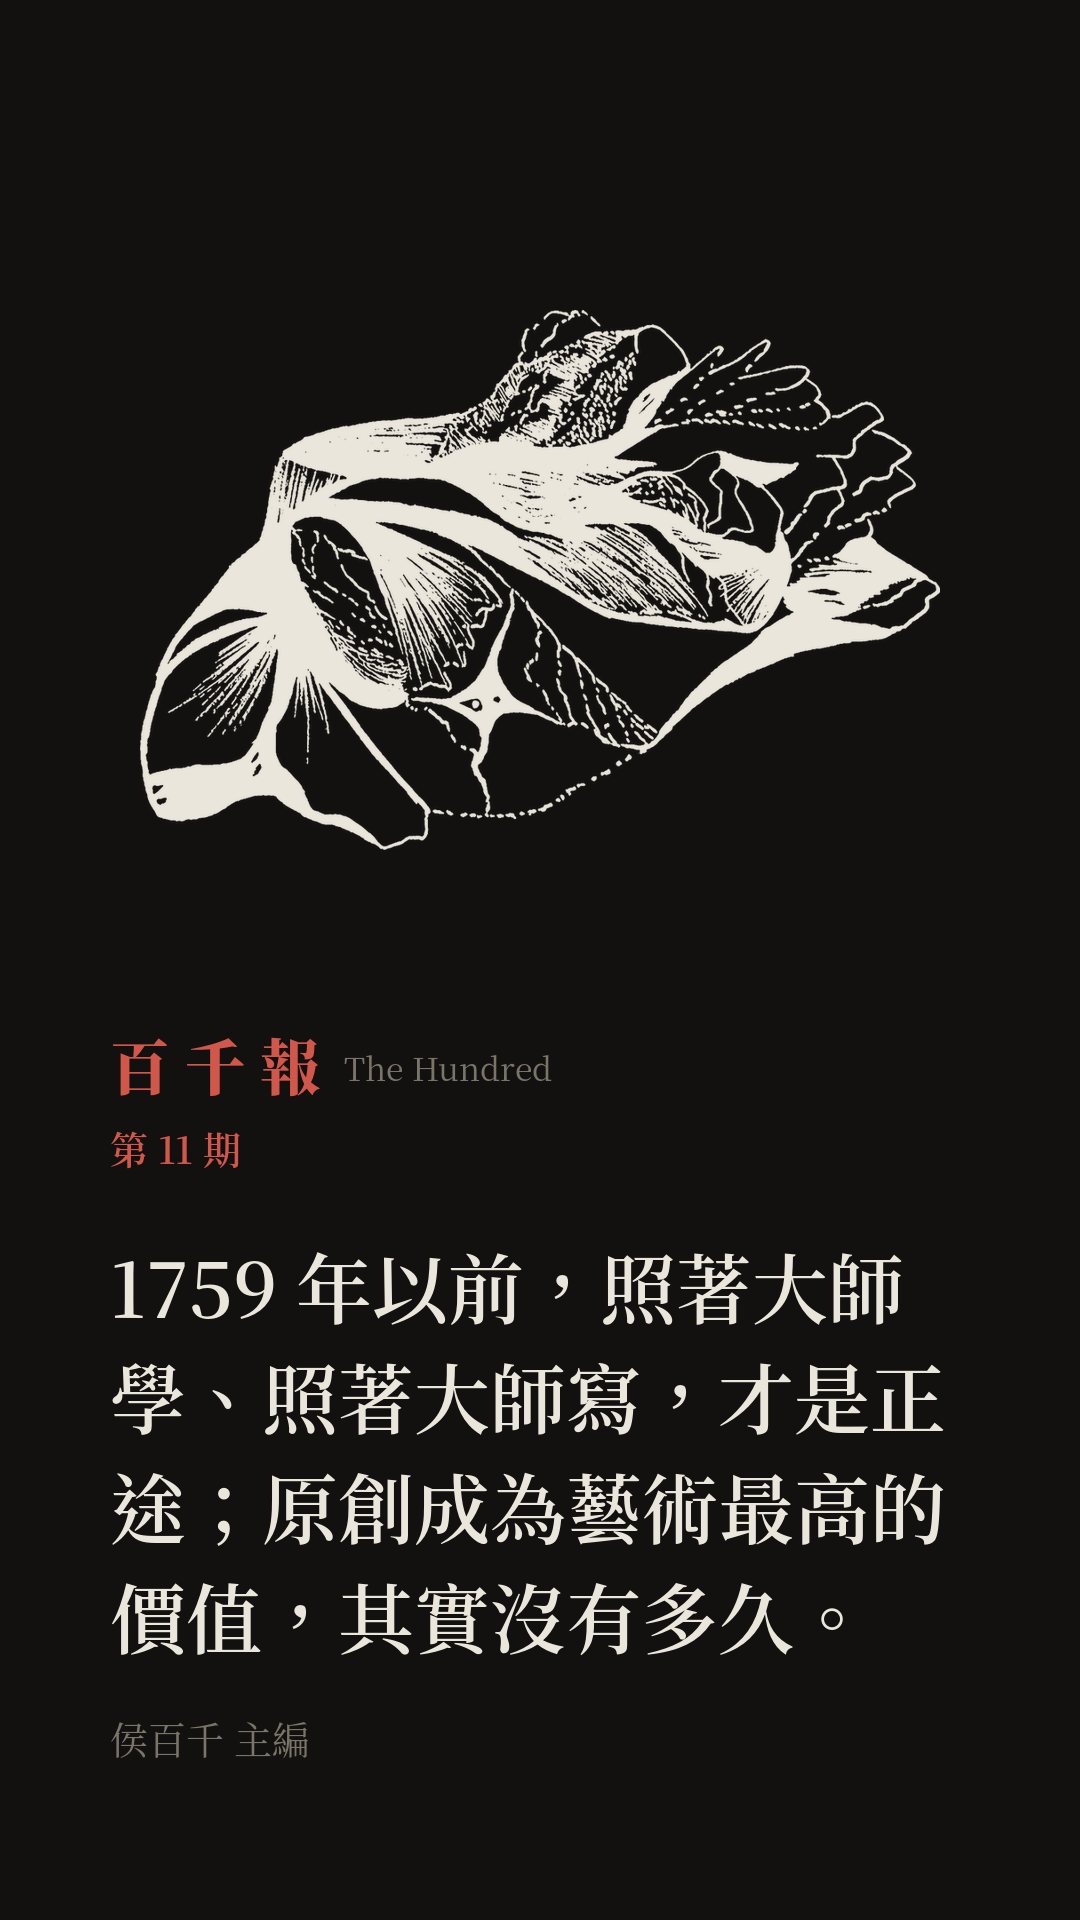 百千報 The Hundred
第 11 期
1759 年以前，照著大師
學、照著大師寫，才是正
途；原創成為藝術最高的
價值，其實沒有多久。
侯百千 主編